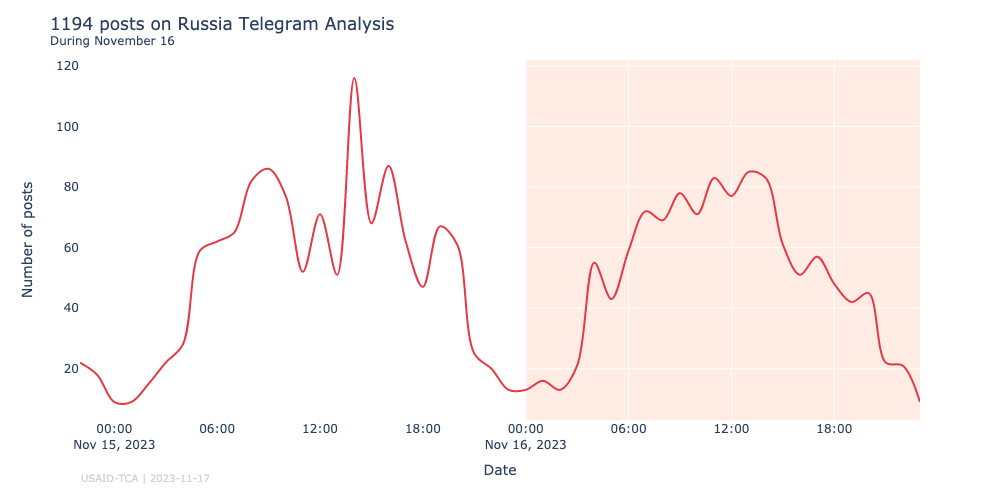 1194 posts on Russia Telegram Analysis
During November 16
120
100
80
60
40
20
Number of posts
00:00 06:00 12:00 18:00 00:00 06:00 12:00 18:00
Nov 15, 2023 Nov 16, 2023
Date
USAID-TCA | 2023-11-17